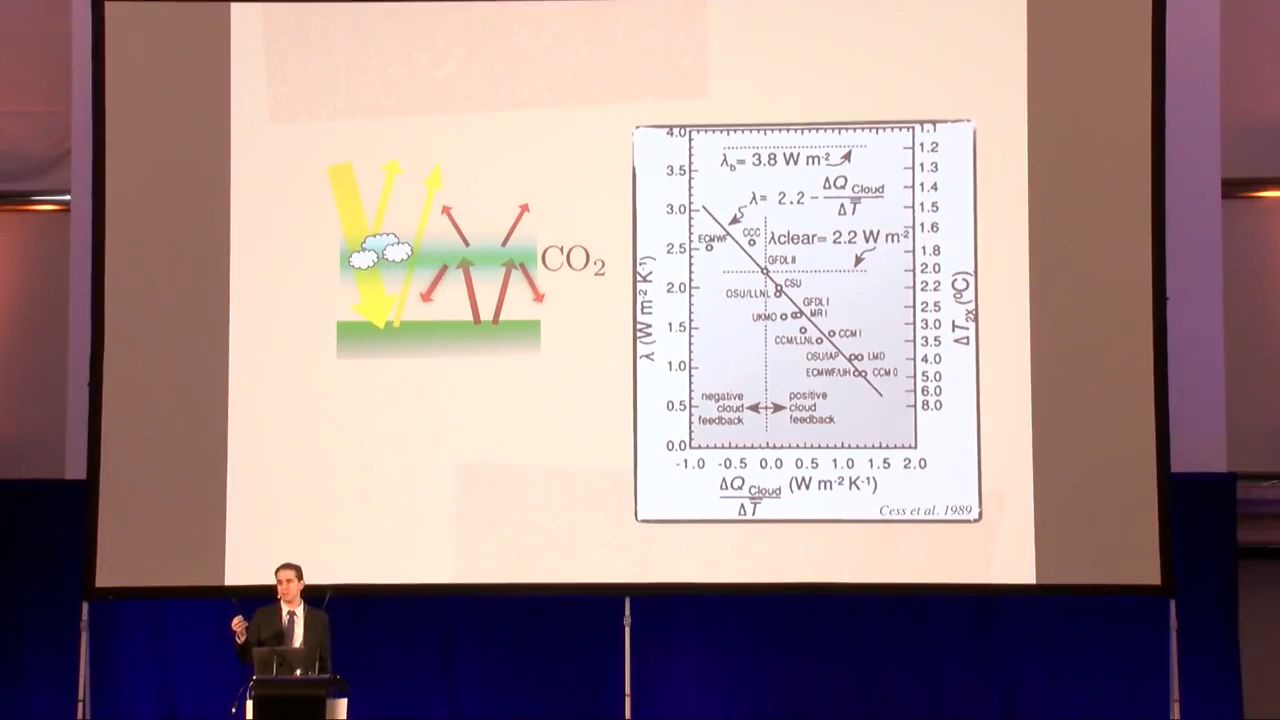 CO₂
4.0
3.5
3.0
2.5
2.0
1.5
1.0
0.5
0.0
λ (W m⁻² K⁻¹)
λb= 3.8 W m⁻²
λ= 2.2 - ΔQ Cloud / ΔT̅
λclear= 2.2 W m⁻²
ECMWF
CCC
GFDL II
CSU
OSU/LLNL
GFDL I
UKMO
MRI
CCM/LLNL
CCM I
OSU/IAP
LMD
ECMWF/UH
CCM 0
negative
cloud
feedback
positive
cloud
feedback
1.1
1.2
1.3
1.4
1.5
1.6
1.8
2.0
2.2
2.5
3.0
3.5
4.0
5.0
6.0
8.0
ΔT2X (ºC)
-1.0 -0.5 0.0 0.5 1.0 1.5 2.0
ΔQ Cloud / ΔT̅ (W m⁻² K⁻¹)
Cess et al. 1989